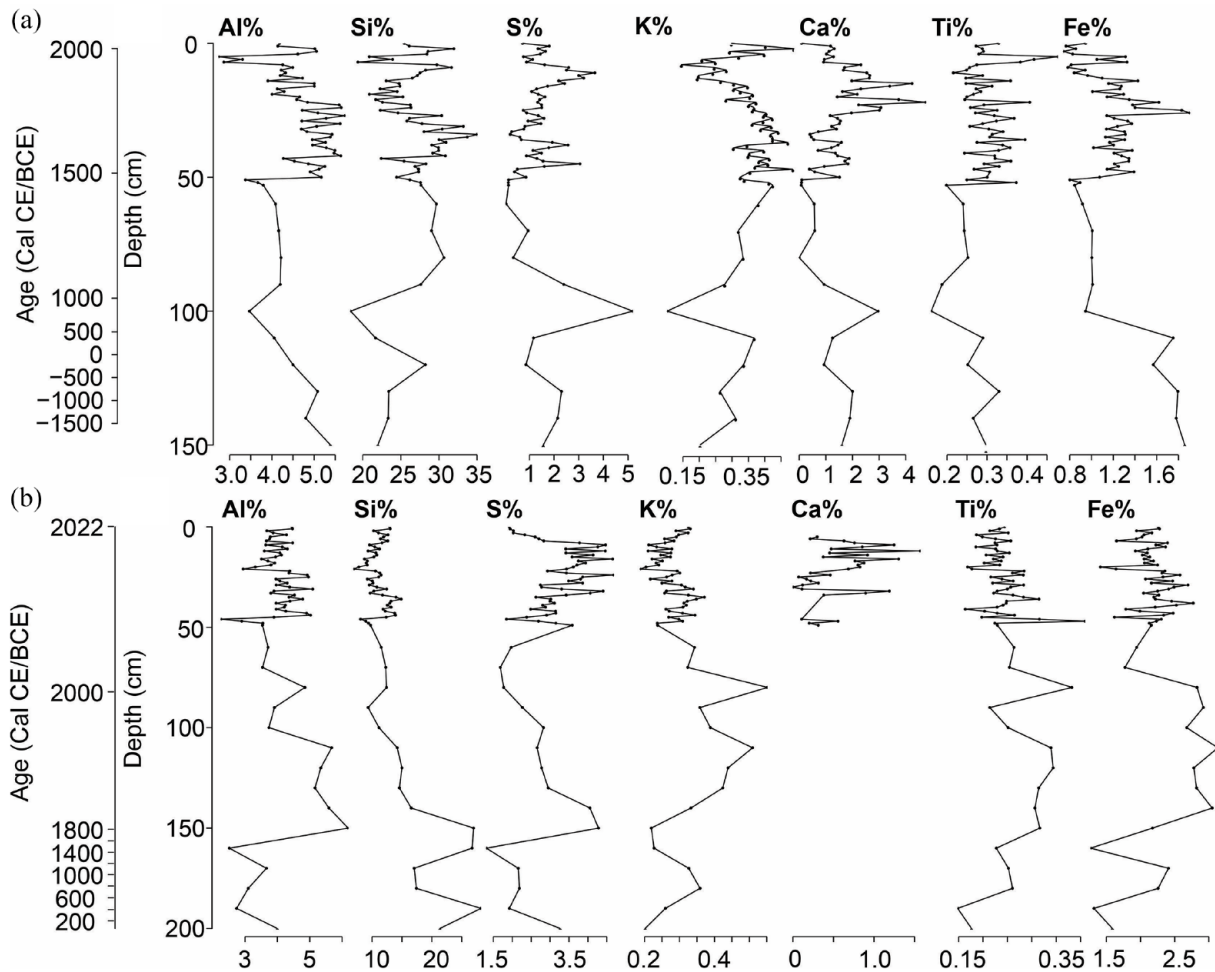 (a)
Al% Si% S% K% Ca% Ti% Fe%
Age (Cal CE/BCE)
2000
1500
1000
500
0
−500
−1000
−1500
Depth (cm)
0
50
100
150
3.0 4.0 5.0
20 25 30 35
1 2 3 4 5
0.15 0.35
0 1 2 3 4
0.2 0.3 0.4
0.8 1.2 1.6
(b)
Al% Si% S% K% Ca% Ti% Fe%
Age (Cal CE/BCE)
2022
2000
1800
1400
1000
600
200
Depth (cm)
0
50
100
150
200
3 5
10 20
1.5 2.5 3.5
0.2 0.4
0.0 1.0
0.15 0.35
1.5 2.5